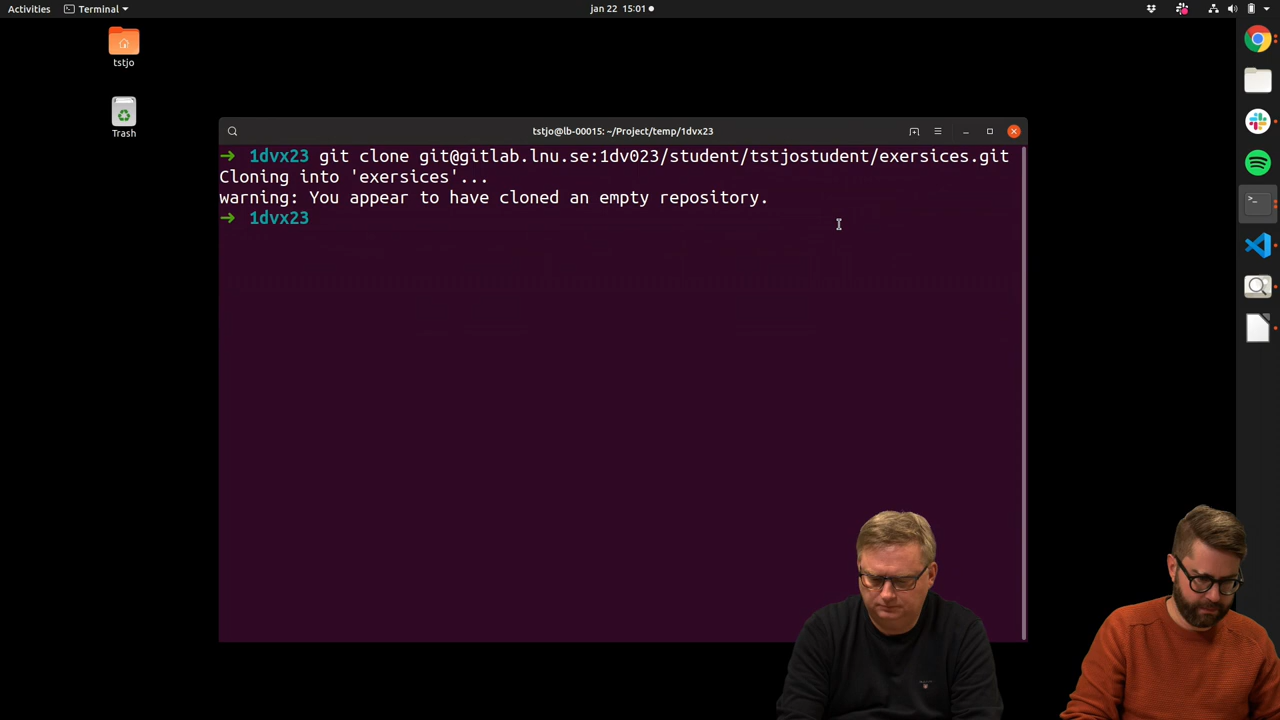 Activities
Terminal
jan 22 15:01
tstjo
Trash
tstjo@lb-00015: ~/Project/temp/1dvx23
→ 1dvx23 git clone git@gitlab.lnu.se:1dv023/student/tstjostudent/exersices.git
Cloning into 'exersices'...
warning: You appear to have cloned an empty repository.
→ 1dvx23